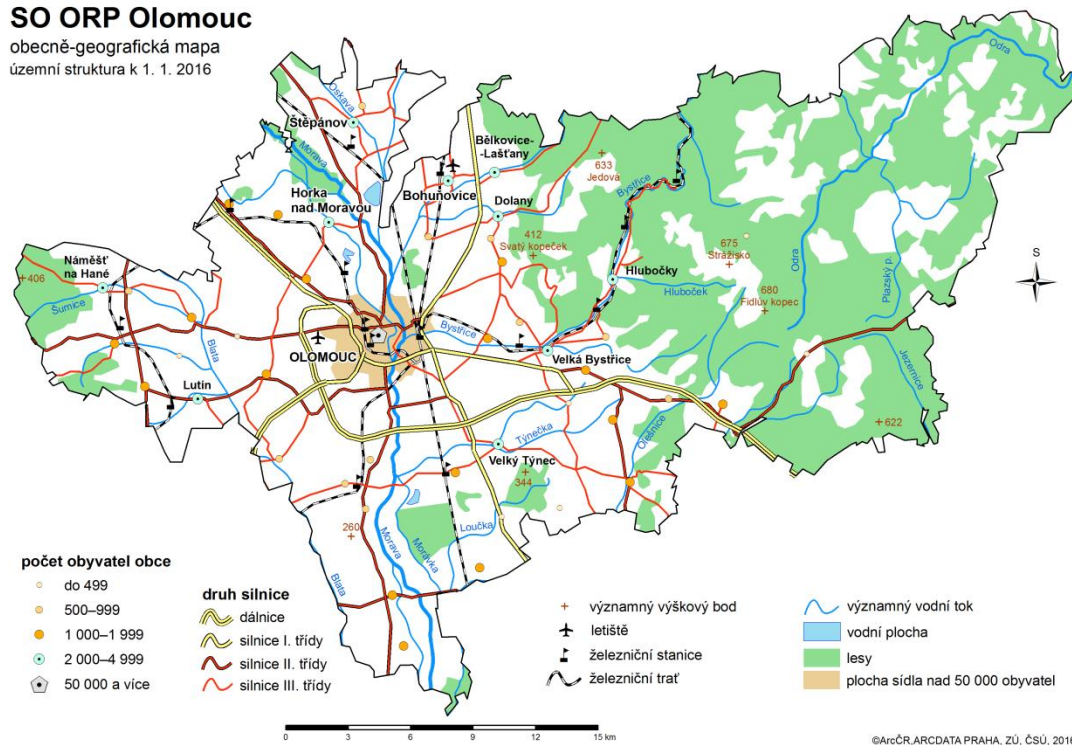 SO ORP Olomouc
obecně-geografická mapa
územní struktura k 1. 1. 2016
Odra
Oskava
Štěpánov
Morava
Bělkovice-
-Lašťany
633
Jedová
Bystřice
Horka
nad Moravou
Bohuňovice
Dolany
412
Svatý kopeček
675
Strážisko
S
Náměšť
na Hané
406
Hlubočky
Odra
Plazský p.
Šumice
Hluboček
680
Fidlův kopec
Blata
OLOMOUC
Bystřice
Velká Bystřice
Jezernice
Lutín
622
Týnečka
Olešnice
Velký Týnec
344
260
Loučka
Morava
Morávka
Blata
počet obyvatel obce
do 499
500–999
1 000–1 999
2 000–4 999
50 000 a více
druh silnice
dálnice
silnice I. třídy
silnice II. třídy
silnice III. třídy
významný výškový bod
letiště
železniční stanice
železniční trať
významný vodní tok
vodní plocha
lesy
plocha sídla nad 50 000 obyvatel
0 3 6 9 12 15 km
©ArcČR,ARCDATA PRAHA, ZÚ, ČSÚ, 2016